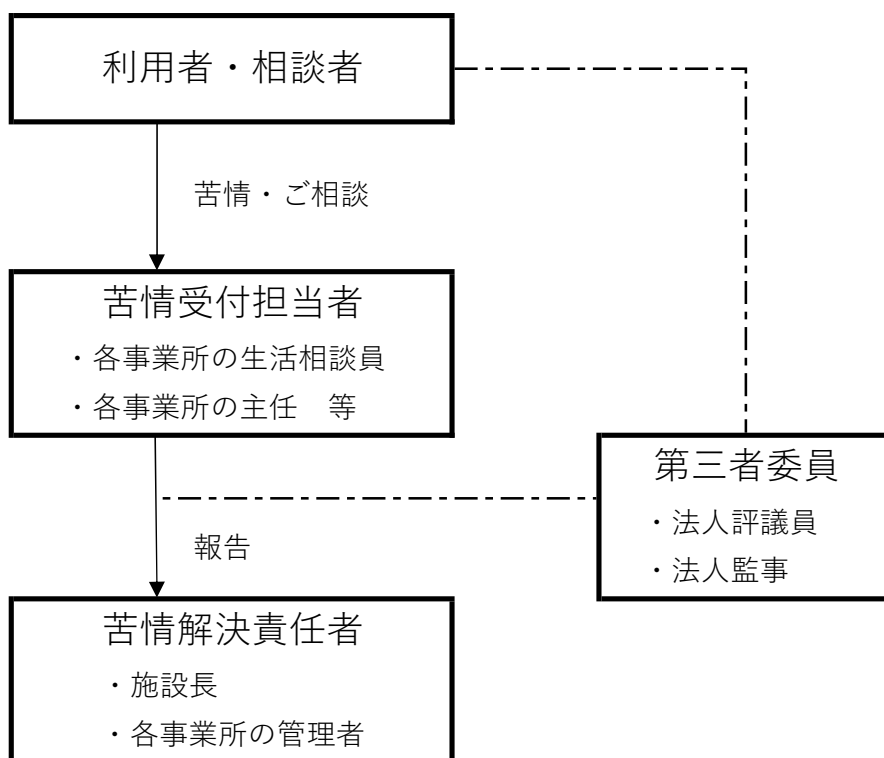 利用者・相談者
苦情・ご相談
苦情受付担当者
・各事業所の生活相談員
・各事業所の主任　等
第三者委員
・法人評議員
・法人監事
報告
苦情解決責任者
・施設長
・各事業所の管理者